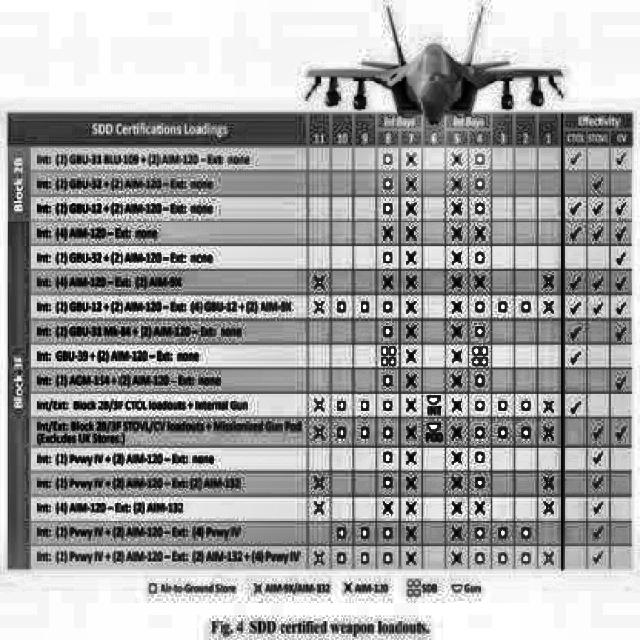 Int Bays Int Bays Effectivity
SDD Certifications Loadings 11 10 9 8 7 6 5 4 3 2 1 CTOL STOVL CV
Block 2B
Int: (2) GBU-31 BLU-109 + (2) AIM-120 – Ext: none
Int: (2) GBU-32 + (2) AIM-120 – Ext: none
Int: (2) GBU-12 + (2) AIM-120 – Ext: none
Int: (4) AIM-120 – Ext: none
Block 3F
Int: (2) GBU-32 + (2) AIM-120 – Ext: none
Int: (4) AIM-120 – Ext: (2) AIM-9X
Int: (2) GBU-12 + (2) AIM-120 – Ext: (4) GBU-12 + (2) AIM-9X
Int: (2) GBU-31 Mk-84 + (2) AIM-120 – Ext: none
Int: GBU-39 + (2) AIM-120 – Ext: none
Int: (2) AGM-154 + (2) AIM-120 – Ext: none
Int/Ext: Block 2B/3F CTOL loadouts + Internal Gun INT
Int/Ext: Block 2B/3F STOVL/CV loadouts + Missionized Gun Pod POD
(Excludes UK Stores)
Int: (2) Pvwy IV + (2) AIM-120 – Ext: none
Int: (2) Pvwy IV + (2) AIM-120 – Ext: (2) AIM-132
Int: (4) AIM-120 – Ext: (2) AIM-132
Int: (2) Pvwy IV + (2) AIM-120 – Ext: (4) Pvwy IV
Int: (2) Pvwy IV + (2) AIM-120 – Ext: (2) AIM-132 + (4) Pvwy IV
Air-to-Ground Store AIM-9X/AIM-132 AIM-120 SDB Gun
Fig. 4 SDD certified weapon loadouts.